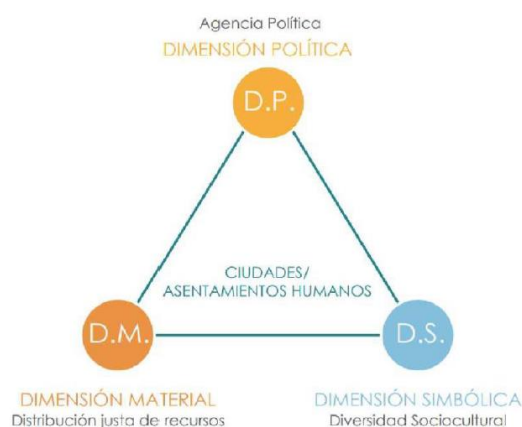 Agencia Política
DIMENSIÓN POLÍTICA
D.P.
CIUDADES/
ASENTAMIENTOS HUMANOS
D.M.
D.S.
DIMENSIÓN MATERIAL
Distribución justa de recursos
DIMENSIÓN SIMBÓLICA
Diversidad Sociocultural